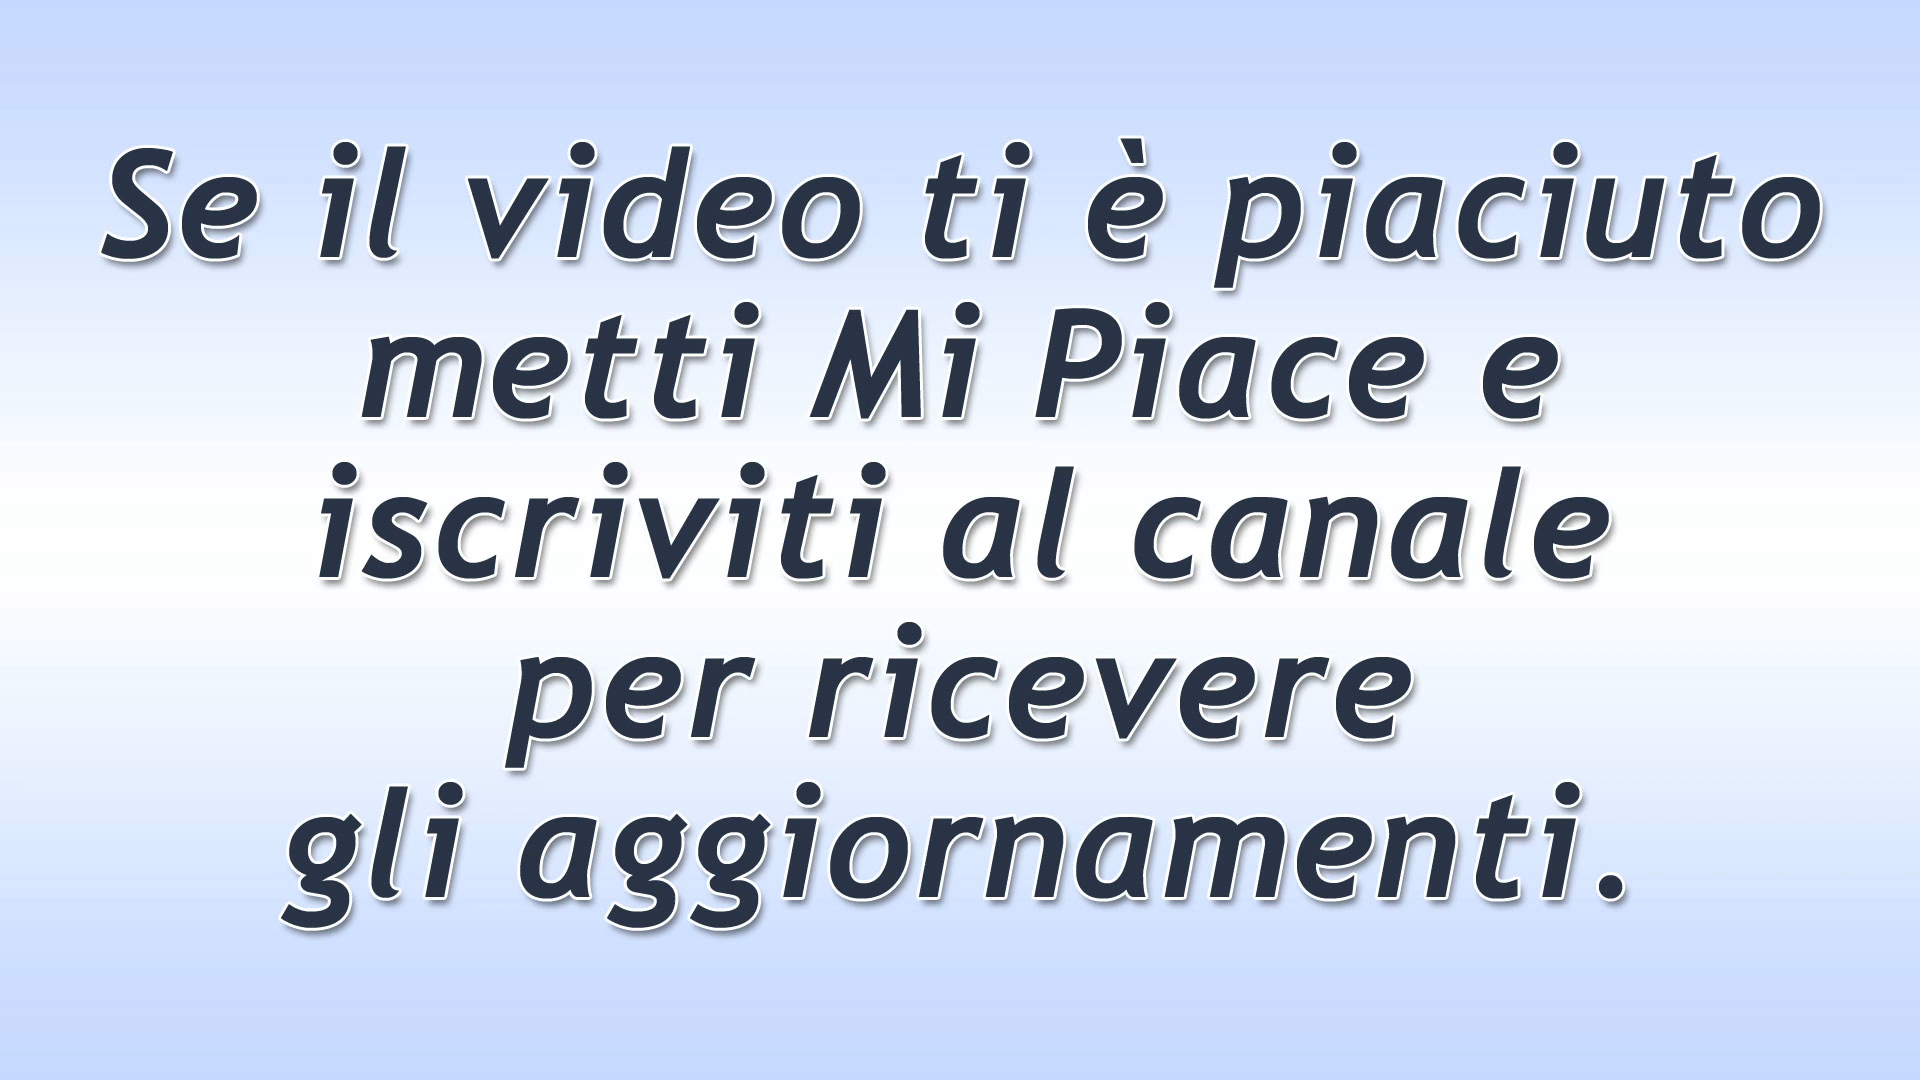 Se il video ti è piaciuto
metti Mi Piace e
iscriviti al canale
per ricevere
gli aggiornamenti.